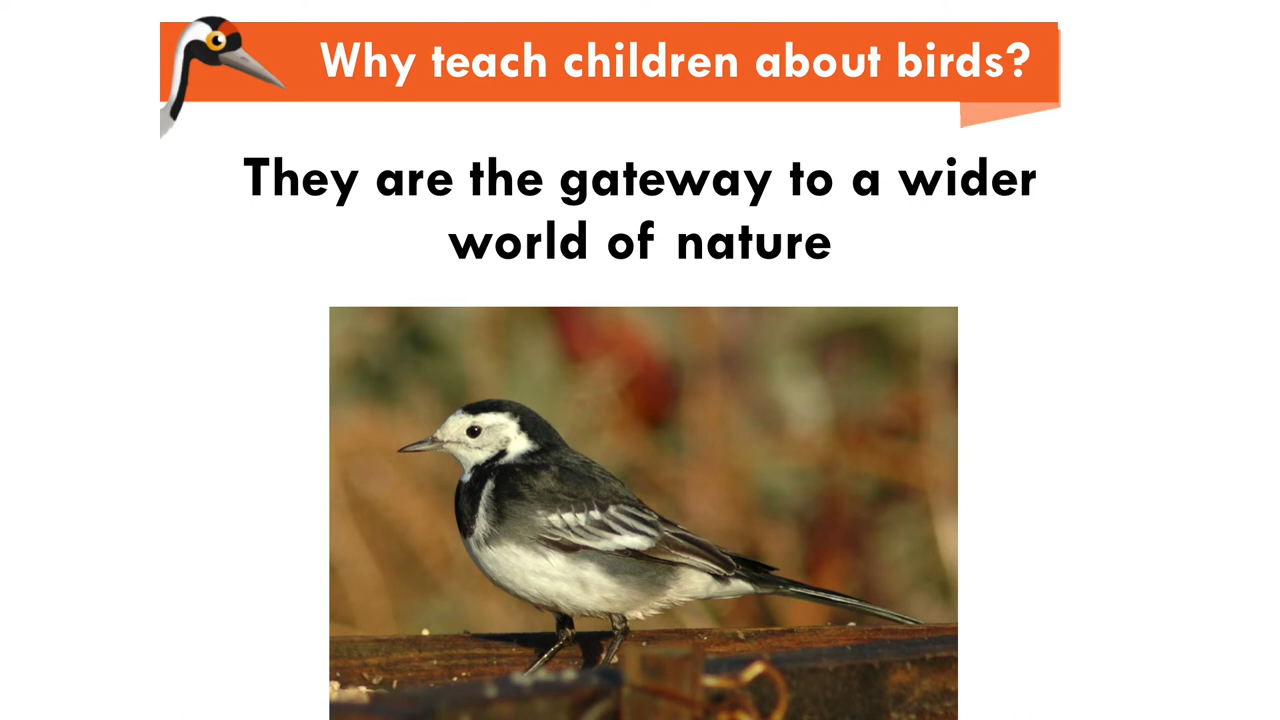 Why teach children about birds?
They are the gateway to a wider
world of nature